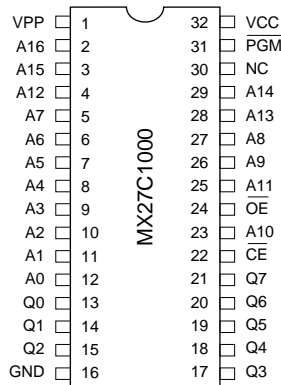 VPP 1 32 VCC
A16 2 31 PGM
A15 3 30 NC
A12 4 29 A14
A7 5 28 A13
A6 6 27 A8
A5 7 26 A9
A4 8 25 A11
A3 9 24 OE
A2 10 23 A10
A1 11 22 CE
A0 12 21 Q7
Q0 13 20 Q6
Q1 14 19 Q5
Q2 15 18 Q4
GND 16 17 Q3
MX27C1000